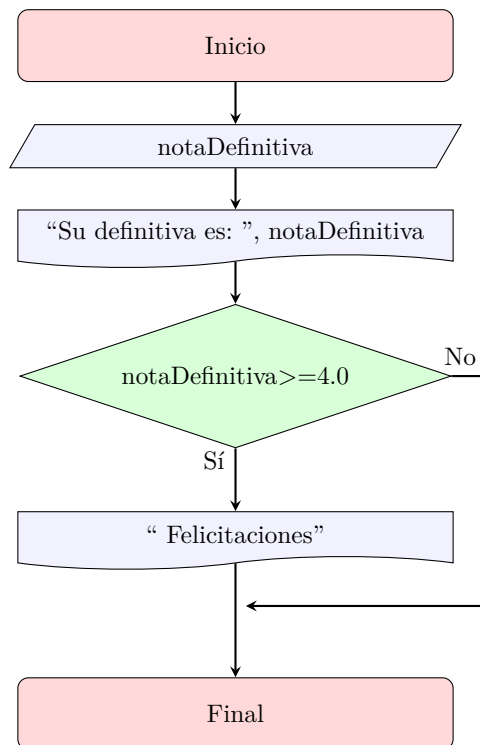 Inicio
notaDefinitiva
“Su definitiva es: ”, notaDefinitiva
notaDefinitiva>=4.0
No
Sí
“ Felicitaciones”
Final